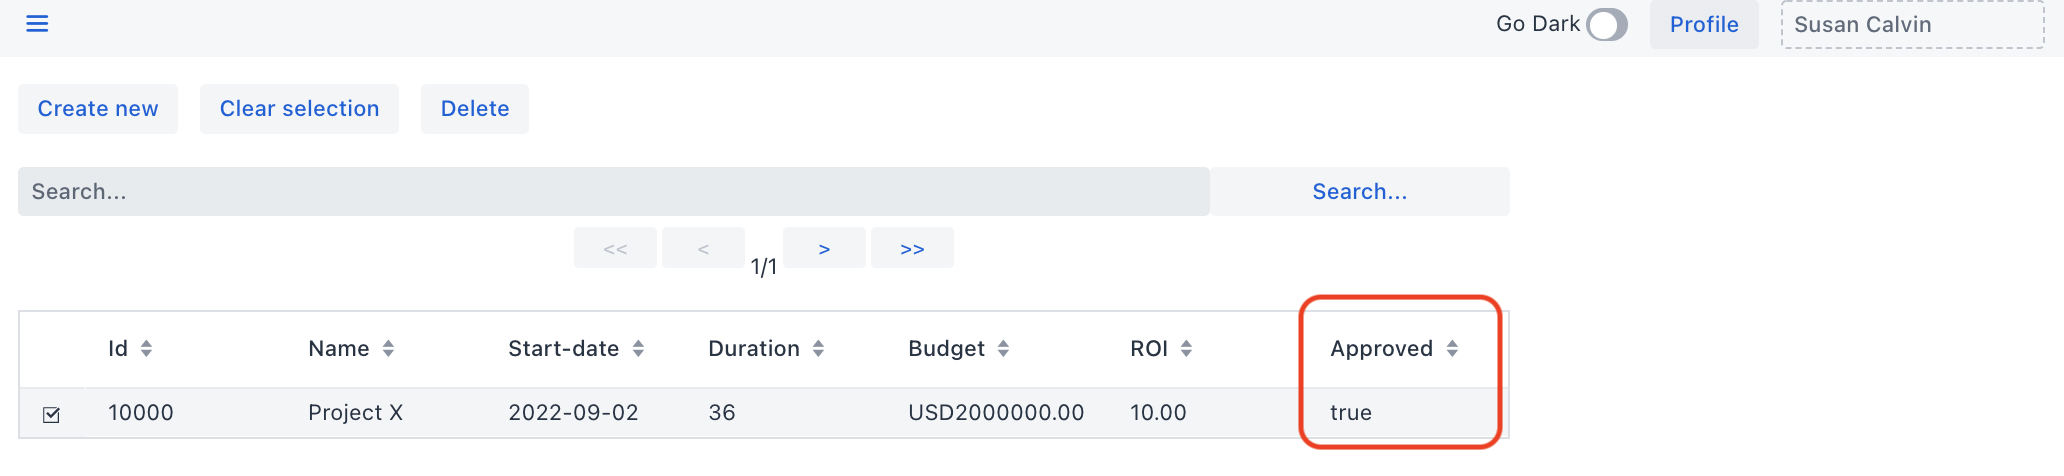 Go Dark Profile Susan Calvin
Create new Clear selection Delete
Search... Search...
<< < 1/1 > >>
Id Name Start-date Duration Budget ROI Approved
10000 Project X 2022-09-02 36 USD2000000.00 10.00 true